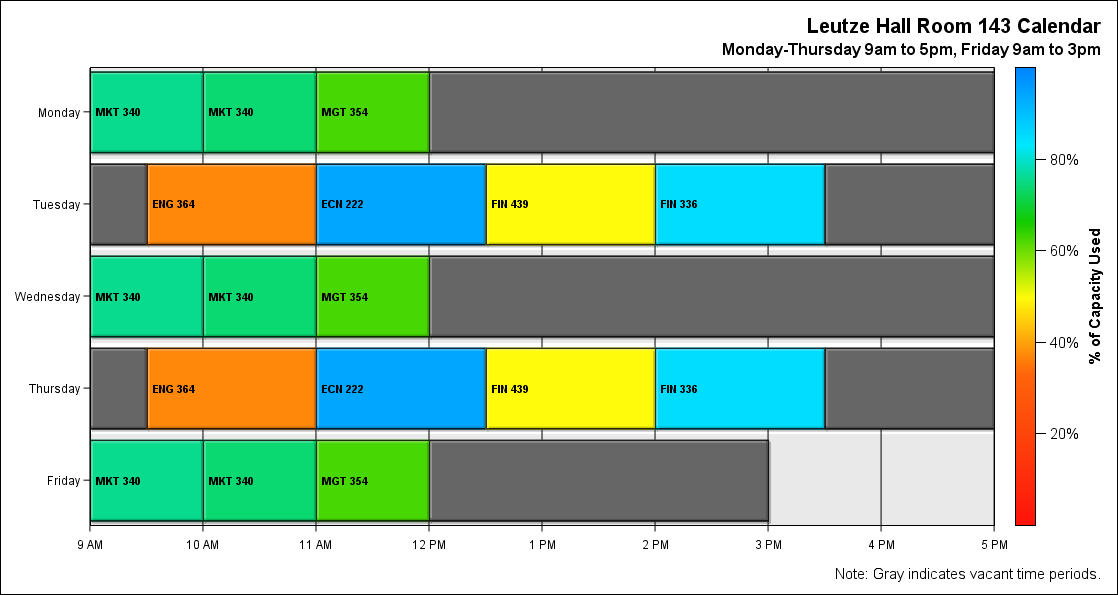 Leutze Hall Room 143 Calendar
Monday-Thursday 9am to 5pm, Friday 9am to 3pm
Monday
MKT 340 MKT 340 MGT 354
Tuesday
ENG 364 ECN 222 FIN 439 FIN 336
Wednesday
MKT 340 MKT 340 MGT 354
Thursday
ENG 364 ECN 222 FIN 439 FIN 336
Friday
MKT 340 MKT 340 MGT 354
9 AM 10 AM 11 AM 12 PM 1 PM 2 PM 3 PM 4 PM 5 PM
80%
60%
40%
20%
% of Capacity Used
Note: Gray indicates vacant time periods.